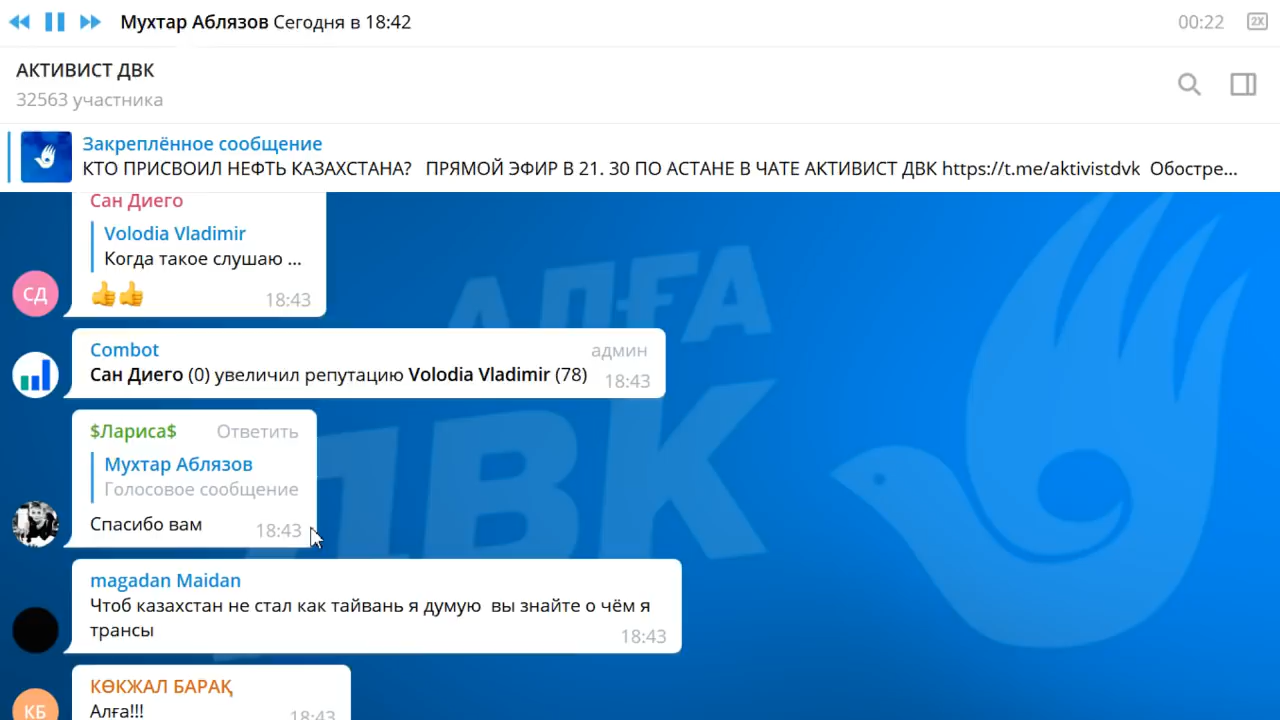 Мухтар Аблязов Сегодня в 18:42
00:22
2X
АКТИВИСТ ДВК
32563 участника
Закреплённое сообщение
КТО ПРИСВОИЛ НЕФТЬ КАЗАХСТАНА? ПРЯМОЙ ЭФИР В 21. 30 ПО АСТАНЕ В ЧАТЕ АКТИВИСТ ДВК https://t.me/aktivistdvk Обостре...
Сан Диего
Volodia Vladimir
Когда такое слушаю ...
СД
👍👍 18:43
Combot админ
Сан Диего (0) увеличил репутацию Volodia Vladimir (78) 18:43
$Лариса$ Ответить
Мухтар Аблязов
Голосовое сообщение
Спасибо вам 18:43
magadan Maidan
Чтоб казахстан не стал как тайвань я думую вы знайте о чём я
трансы 18:43
КӨКЖАЛ БАРАҚ
КБ
Алға!!! 18:43
АЛҒА
ДВК